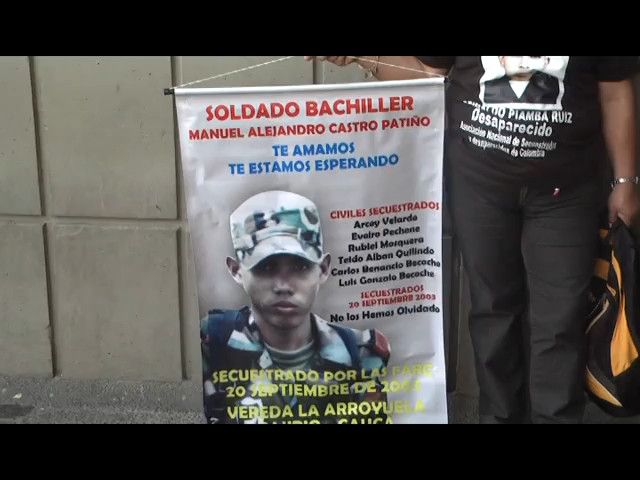 SOLDADO BACHILLER
MANUEL ALEJANDRO CASTRO PATIÑO
TE AMAMOS
TE ESTAMOS ESPERANDO
CIVILES SECUESTRADOS
Arcey Velarde
Evairo Pechene
Rubiel Mosquera
Teldo Alban Quilindo
Carlos Benancio Becoche
Luis Gonzalo Becoche
SECUESTRADOS
20 SEPTIEMBRE 2003
No los Hemos Olvidado
SECUESTRADO POR LAS FARC
20 SEPTIEMBRE DE 2003
VEREDA LA ARROYUELA
CAUCA
PIAMBA RUIZ
Desaparecido
Asociación Nacional de Secuestrados
desaparecidos de Colombia